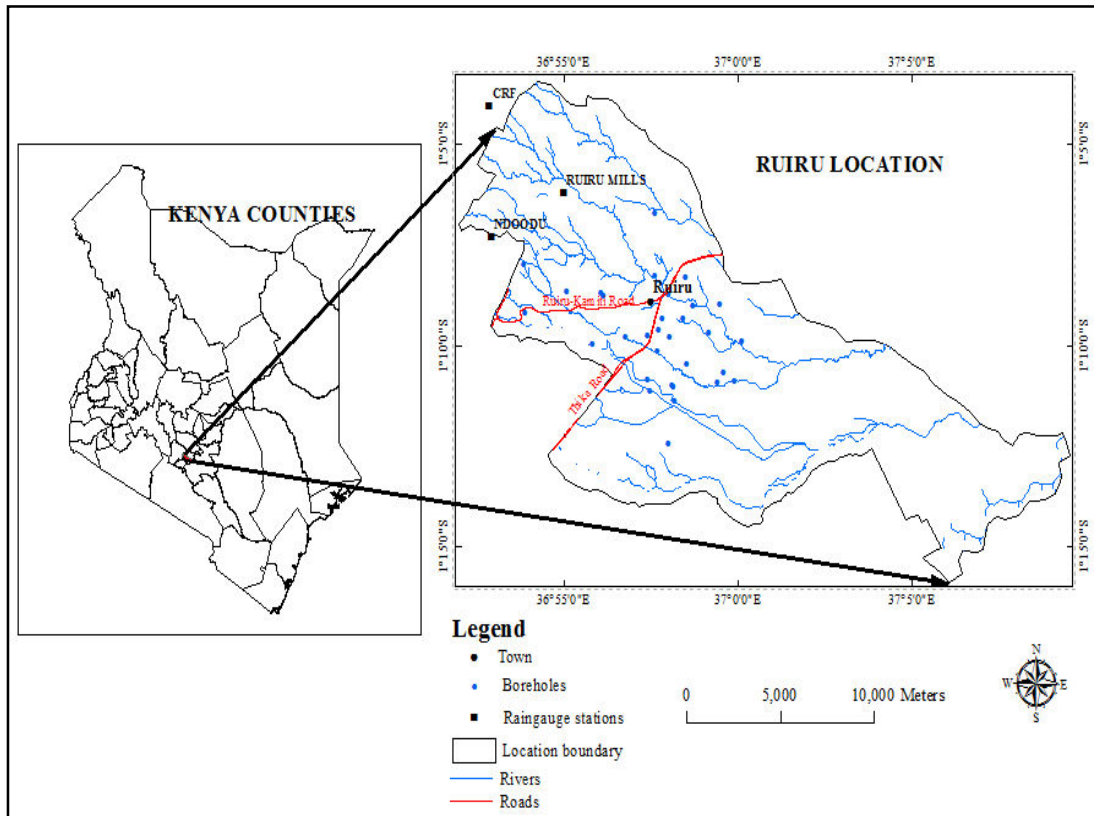 KENYA COUNTIES
36°55'0"E
37°0'0"E
37°5'0"E
1°5'0"S
1°10'0"S
1°15'0"S
1°5'0"S
1°10'0"S
1°15'0"S
RUIRU LOCATION
CRF
RUIRU MILLS
NDOODU
Ruiru
Ruiru-Kamiti Road
Thika Road
36°55'0"E
37°0'0"E
37°5'0"E
Legend
Town
Boreholes
Raingauge stations
Location boundary
Rivers
Roads
0 5,000 10,000 Meters
N
W E
S